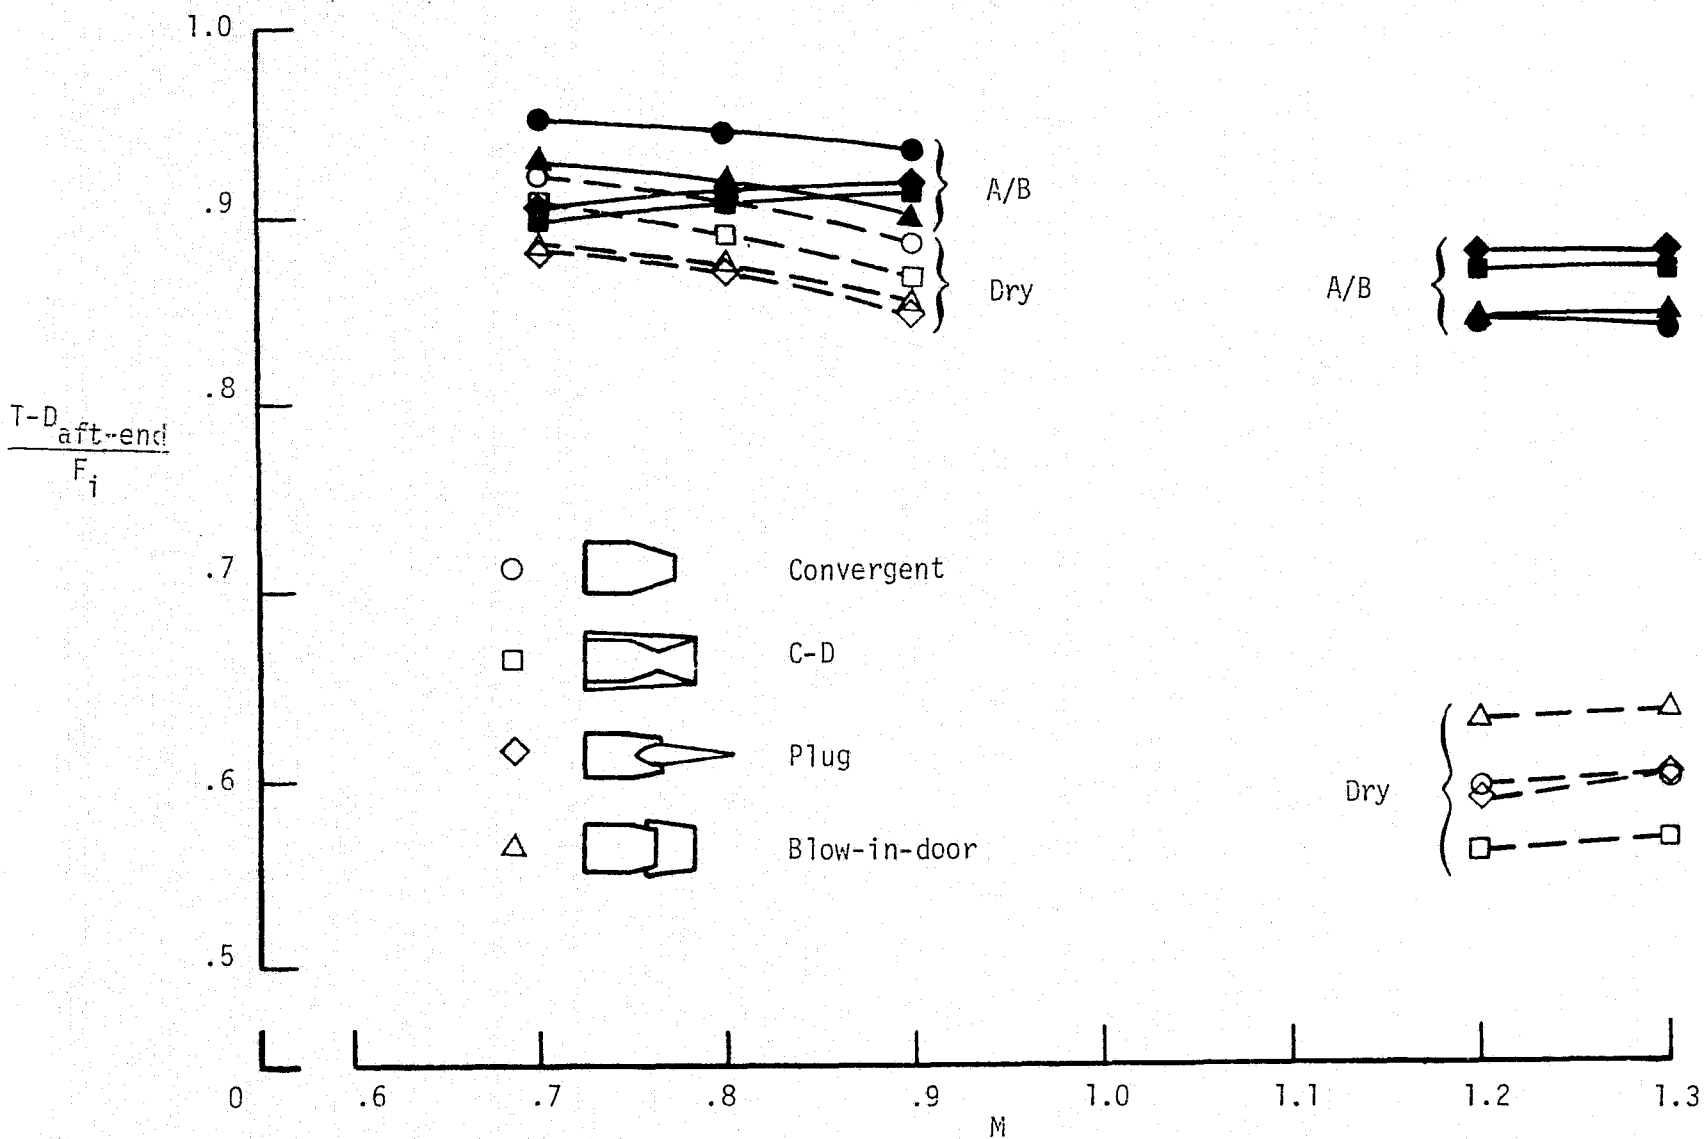 1.0
.9
.8
.7
.6
.5
0
T-D aft-end
F i
A/B
Dry
A/B
Dry
Convergent
C-D
Plug
Blow-in-door
.6 .7 .8 .9 1.0 1.1 1.2 1.3
M